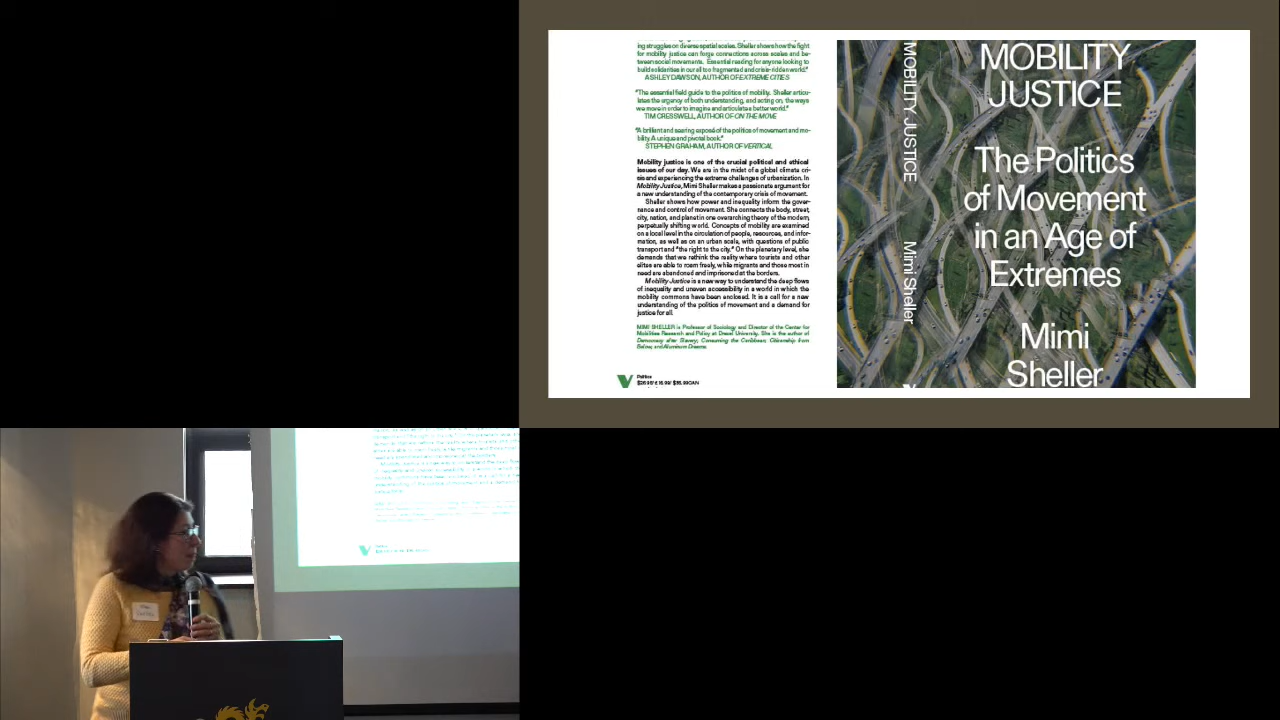 ing struggles on diverse spatial scales. Sheller shows how the fight
for mobility justice can forge connections across scales and be-
tween social movements. Essential reading for anyone looking to
build solidarities in our all too fragmented and crisis-ridden world."
ASHLEY DAWSON, AUTHOR OF EXTREME CITIES
"The essential field guide to the politics of mobility. Sheller articu-
lates the urgency of both understanding, and acting on, the ways
we move in order to imagine and articulate a better world."
TIM CRESSWELL, AUTHOR OF ON THE MOVE
"A brilliant and searing exposé of the politics of movement and mo-
bility. A unique and pivotal book."
STEPHEN GRAHAM, AUTHOR OF VERTICAL
Mobility justice is one of the crucial political and ethical
issues of our day. We are in the midst of a global climate cri-
sis and experiencing the extreme challenges of urbanization. In
Mobility Justice, Mimi Sheller makes a passionate argument for
a new understanding of the contemporary crisis of movement.
Sheller shows how power and inequality inform the gover-
nance and control of movement. She connects the body, street,
city, nation, and planet in one overarching theory of the modern,
perpetually shifting world. Concepts of mobility are examined
on a local level in the circulation of people, resources, and infor-
mation, as well as on an urban scale, with questions of public
transport and "the right to the city." On the planetary level, she
demands that we rethink the reality where tourists and other
elites are able to roam freely, while migrants and those most in
need are abandoned and imprisoned at the borders.
Mobility Justice is a new way to understand the deep flows
of inequality and uneven accessibility in a world in which the
mobility commons have been enclosed. It is a call for a new
understanding of the politics of movement and a demand for
justice for all.
MIMI SHELLER is Professor of Sociology and Director of the Center for
Mobilities Research and Policy at Drexel University. She is the author of
Democracy after Slavery, Consuming the Caribbean, Citizenship from
Below, and Aluminum Dreams.
Politics
MOBILITY JUSTICE
Mimi Sheller
MOBILITY
JUSTICE
The Politics
of Movement
in an Age of
Extremes
Mimi
Sheller